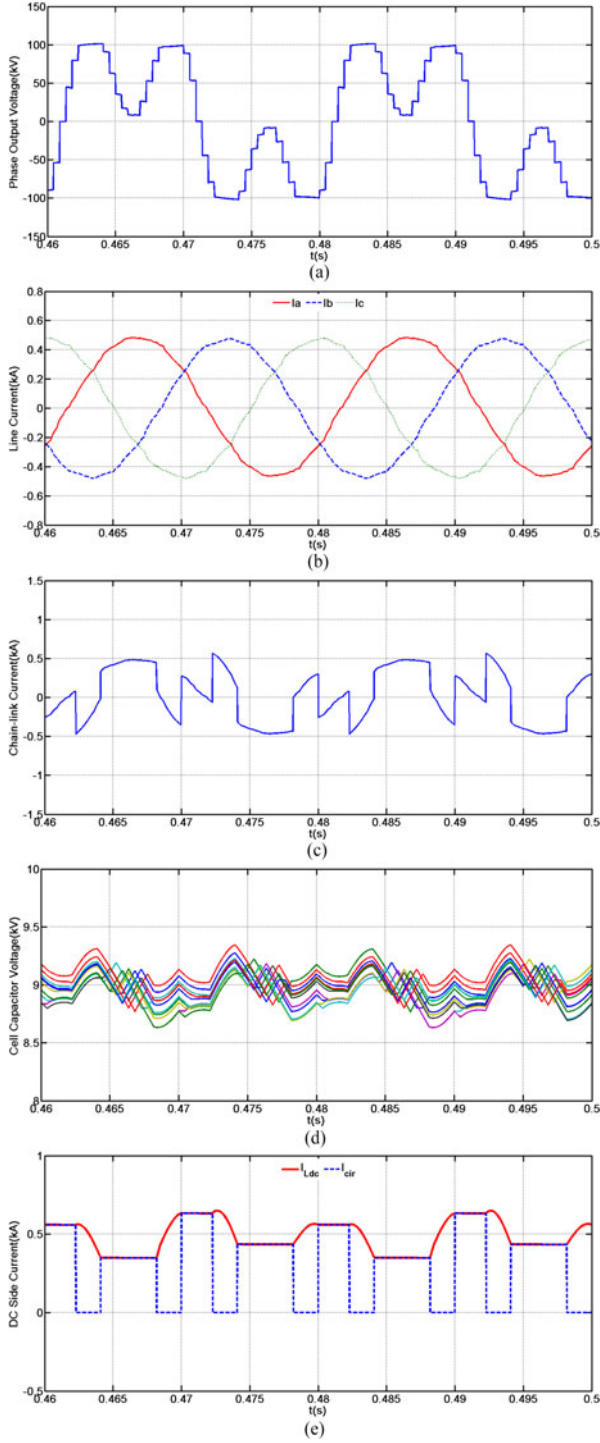 150
100
50
0
-50
-100
-150
Phase Output Voltage(kV)
0.46 0.465 0.47 0.475 0.48 0.485 0.49 0.495 0.5
t(s)
(a)
Ia Ib Ic
0.8
0.6
0.4
0.2
0
-0.2
-0.4
-0.6
-0.8
Line Current(kA)
0.46 0.465 0.47 0.475 0.48 0.485 0.49 0.495 0.5
t(s)
(b)
1.5
1
0.5
0
-0.5
-1
-1.5
Chain-link Current(kA)
0.46 0.465 0.47 0.475 0.48 0.485 0.49 0.495 0.5
t(s)
(c)
10
9.5
9
8.5
8
Cell Capacitor Voltage(kV)
0.46 0.465 0.47 0.475 0.48 0.485 0.49 0.495 0.5
t(s)
(d)
I_Ldc I_cir
1
0.5
0
-0.5
DC Side Current(kA)
0.46 0.465 0.47 0.475 0.48 0.485 0.49 0.495 0.5
t(s)
(e)